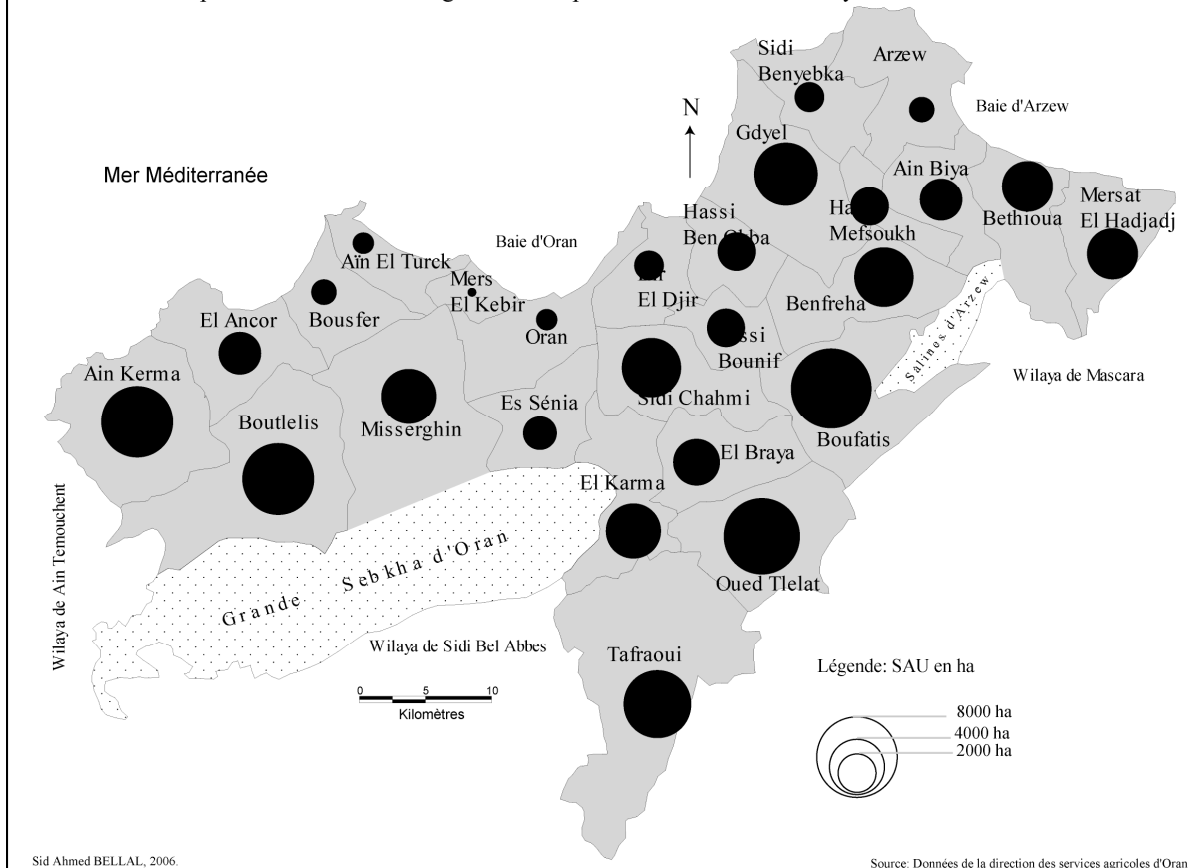 Sidi
Benyebka
Arzew
N
Baie d'Arzew
Gdyel
Mer Méditerranée
Ain Biya
Mersat
El Hadjadj
Hassi
Ben
Mefsoukh
Bethioua
Baie d'Oran
Aïn El Turck
Mers
El Kebir
El Djir
Benfreha
Salines d'Arzew
El Ancor
Bousfer
Oran
Bounif
Wilaya de Mascara
Ain Kerma
Boutlelis
Misserghin
Es Sénia
Sidi Chahmi
Boufatis
El Braya
El Karma
Wilaya de Ain Temouchent
Grande Sebkha d'Oran
Oued Tlelat
Wilaya de Sidi Bel Abbes
Tafraoui
Légende: SAU en ha
0 5 10
Kilomètres
8000 ha
4000 ha
2000 ha
Sid Ahmed BELLAL, 2006.
Source: Données de la direction des services agricoles d'Oran